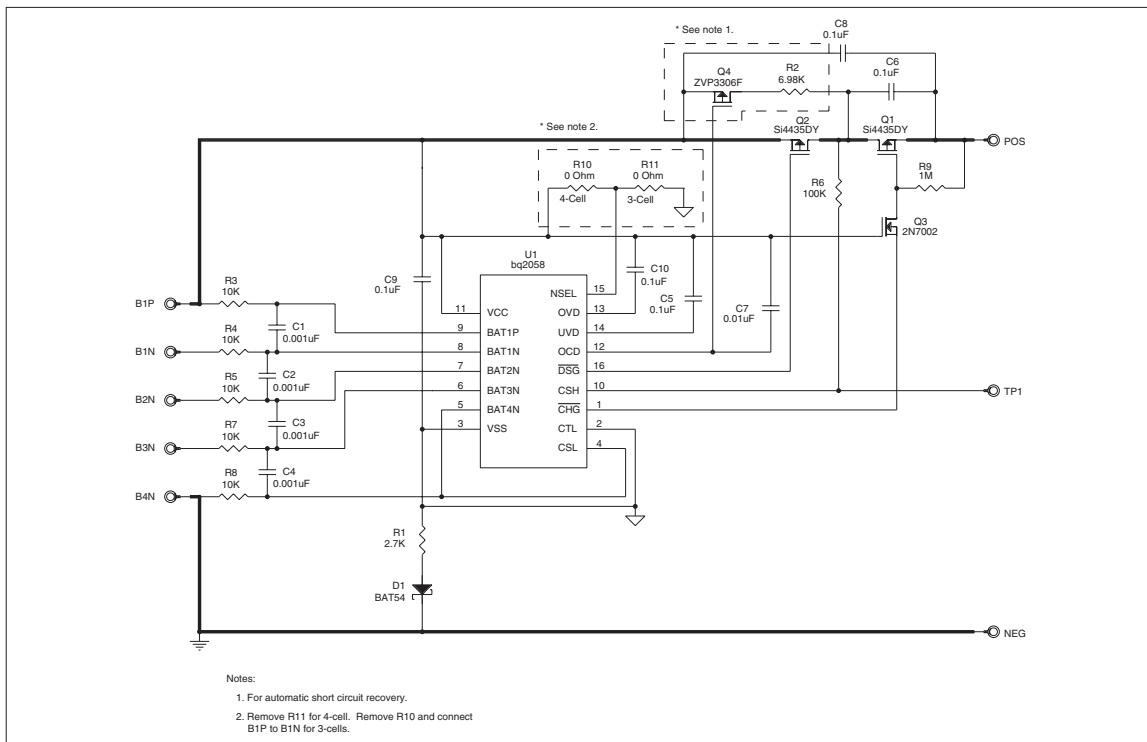 * See note 1.
C8
0.1uF
C6
0.1uF
Q4
ZVP3306F
R2
6.98K
* See note 2.
Q2
Si4435DY
Q1
Si4435DY
POS
R10
0 Ohm
4-Cell
R11
0 Ohm
3-Cell
R6
100K
R9
1M
Q3
2N7002
U1
bq2058
C9
0.1uF
C10
0.1uF
C5
0.1uF
C7
0.01uF
R3
10K
B1P
C1
0.001uF
R4
10K
B1N
C2
0.001uF
R5
10K
B2N
C3
0.001uF
R7
10K
B3N
C4
0.001uF
R8
10K
B4N
NSEL 15
11 VCC OVD 13
9 BAT1P UVD 14
8 BAT1N OCD 12
7 BAT2N DSG 16
6 BAT3N CSH 10
5 BAT4N CHG 1
3 VSS CTL 2
CSL 4
TP1
R1
2.7K
D1
BAT54
NEG
Notes:
1. For automatic short circuit recovery.
2. Remove R11 for 4-cell. Remove R10 and connect
B1P to B1N for 3-cells.